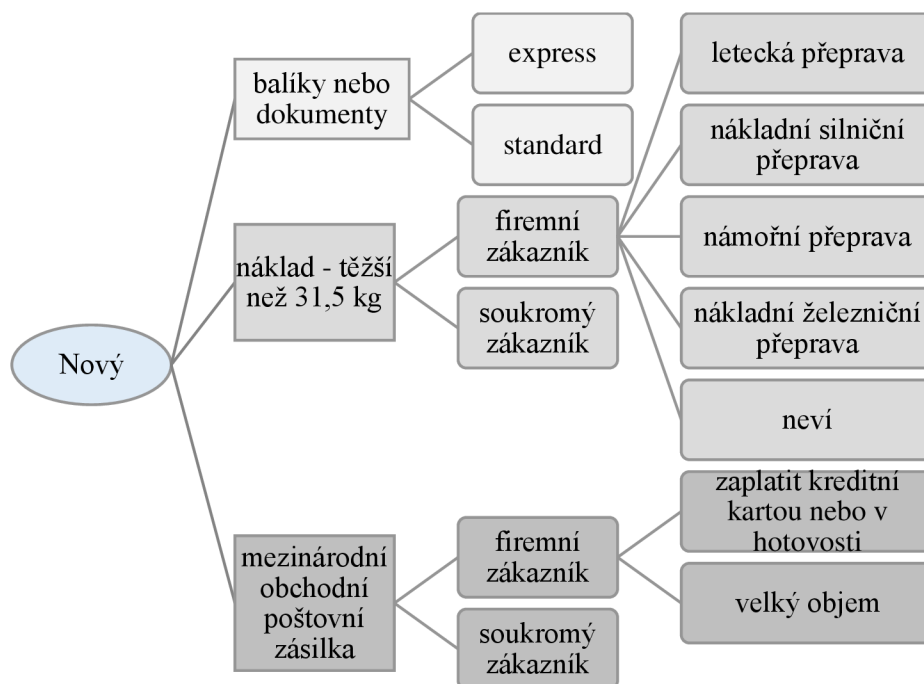 Nový
balíky nebo
dokumenty
express
standard
náklad - těžší
než 31,5 kg
firemní
zákazník
letecká přeprava
nákladní silniční
přeprava
námořní přeprava
nákladní železniční
přeprava
neví
soukromý
zákazník
mezinárodní
obchodní
poštovní
zásilka
firemní
zákazník
zaplatit kreditní
kartou nebo v
hotovosti
velký objem
soukromý
zákazník